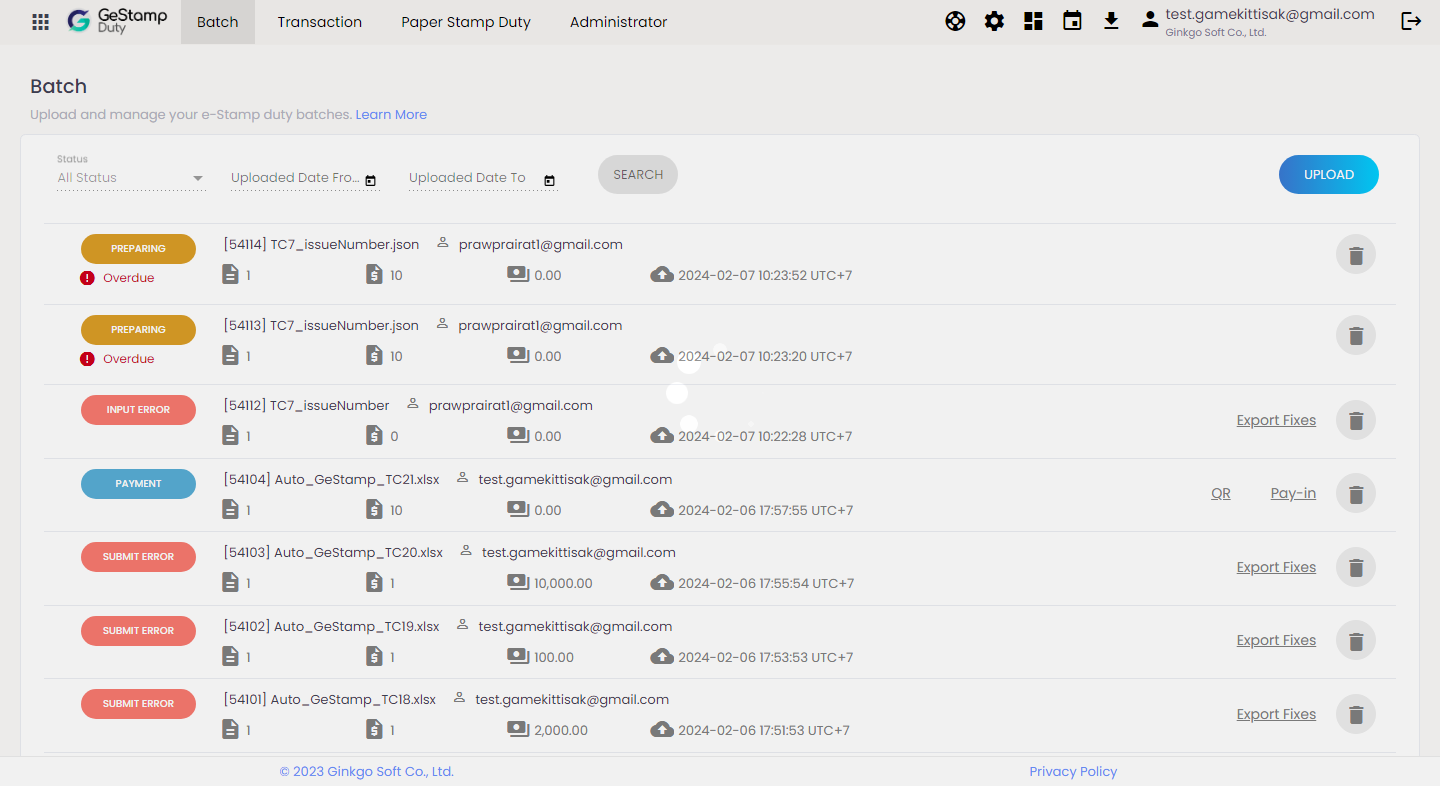 GeStamp Duty Batch Transaction Paper Stamp Duty Administrator test.gamekittisak@gmail.com
Ginkgo Soft Co., Ltd.
Batch
Upload and manage your e-Stamp duty batches. Learn More
Status
All Status Uploaded Date Fro... Uploaded Date To SEARCH UPLOAD
PREPARING [54114] TC7_issueNumber.json prawprairat1@gmail.com
Overdue 1 10 0.00 2024-02-07 10:23:52 UTC+7
PREPARING [54113] TC7_issueNumber.json prawprairat1@gmail.com
Overdue 1 10 0.00 2024-02-07 10:23:20 UTC+7
INPUT ERROR [54112] TC7_issueNumber prawprairat1@gmail.com
Export Fixes
1 0 0.00 2024-02-07 10:22:28 UTC+7
PAYMENT [54104] Auto_GeStamp_TC21.xlsx test.gamekittisak@gmail.com
QR Pay-in
1 10 0.00 2024-02-06 17:57:55 UTC+7
SUBMIT ERROR [54103] Auto_GeStamp_TC20.xlsx test.gamekittisak@gmail.com
Export Fixes
1 1 10,000.00 2024-02-06 17:55:54 UTC+7
SUBMIT ERROR [54102] Auto_GeStamp_TC19.xlsx test.gamekittisak@gmail.com
Export Fixes
1 1 100.00 2024-02-06 17:53:53 UTC+7
SUBMIT ERROR [54101] Auto_GeStamp_TC18.xlsx test.gamekittisak@gmail.com
Export Fixes
1 1 2,000.00 2024-02-06 17:51:53 UTC+7
© 2023 Ginkgo Soft Co., Ltd. Privacy Policy